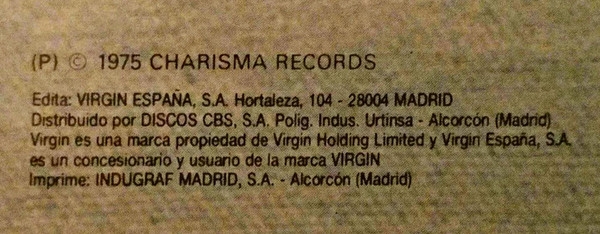 (P) © 1975 CHARISMA RECORDS
Edita: VIRGIN ESPAÑA, S.A. Hortaleza, 104 - 28004 MADRID
Distribuido por DISCOS CBS, S.A. Polig. Indus. Urtinsa - Alcorcón (Madrid)
Virgin es una marca propiedad de Virgin Holding Limited y Virgin España, S.A.
es un concesionario y usuario de la marca VIRGIN
Imprime: INDUGRAF MADRID, S.A. - Alcorcón (Madrid)